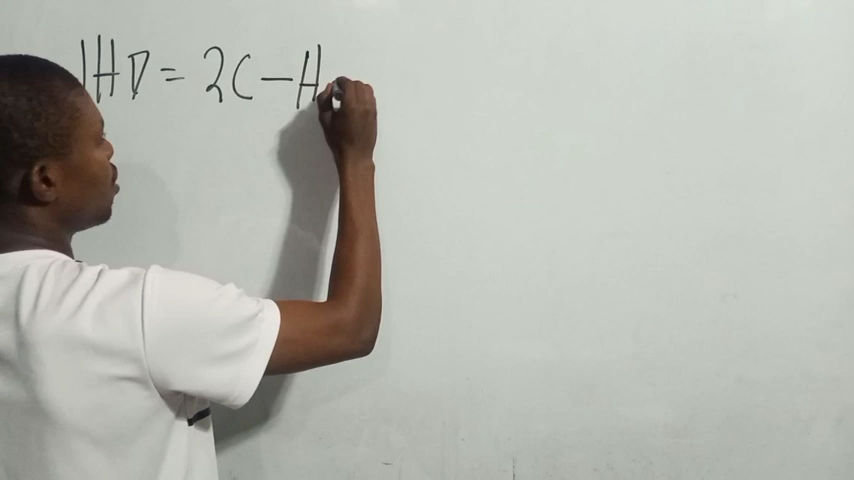 IHD = 2C - H